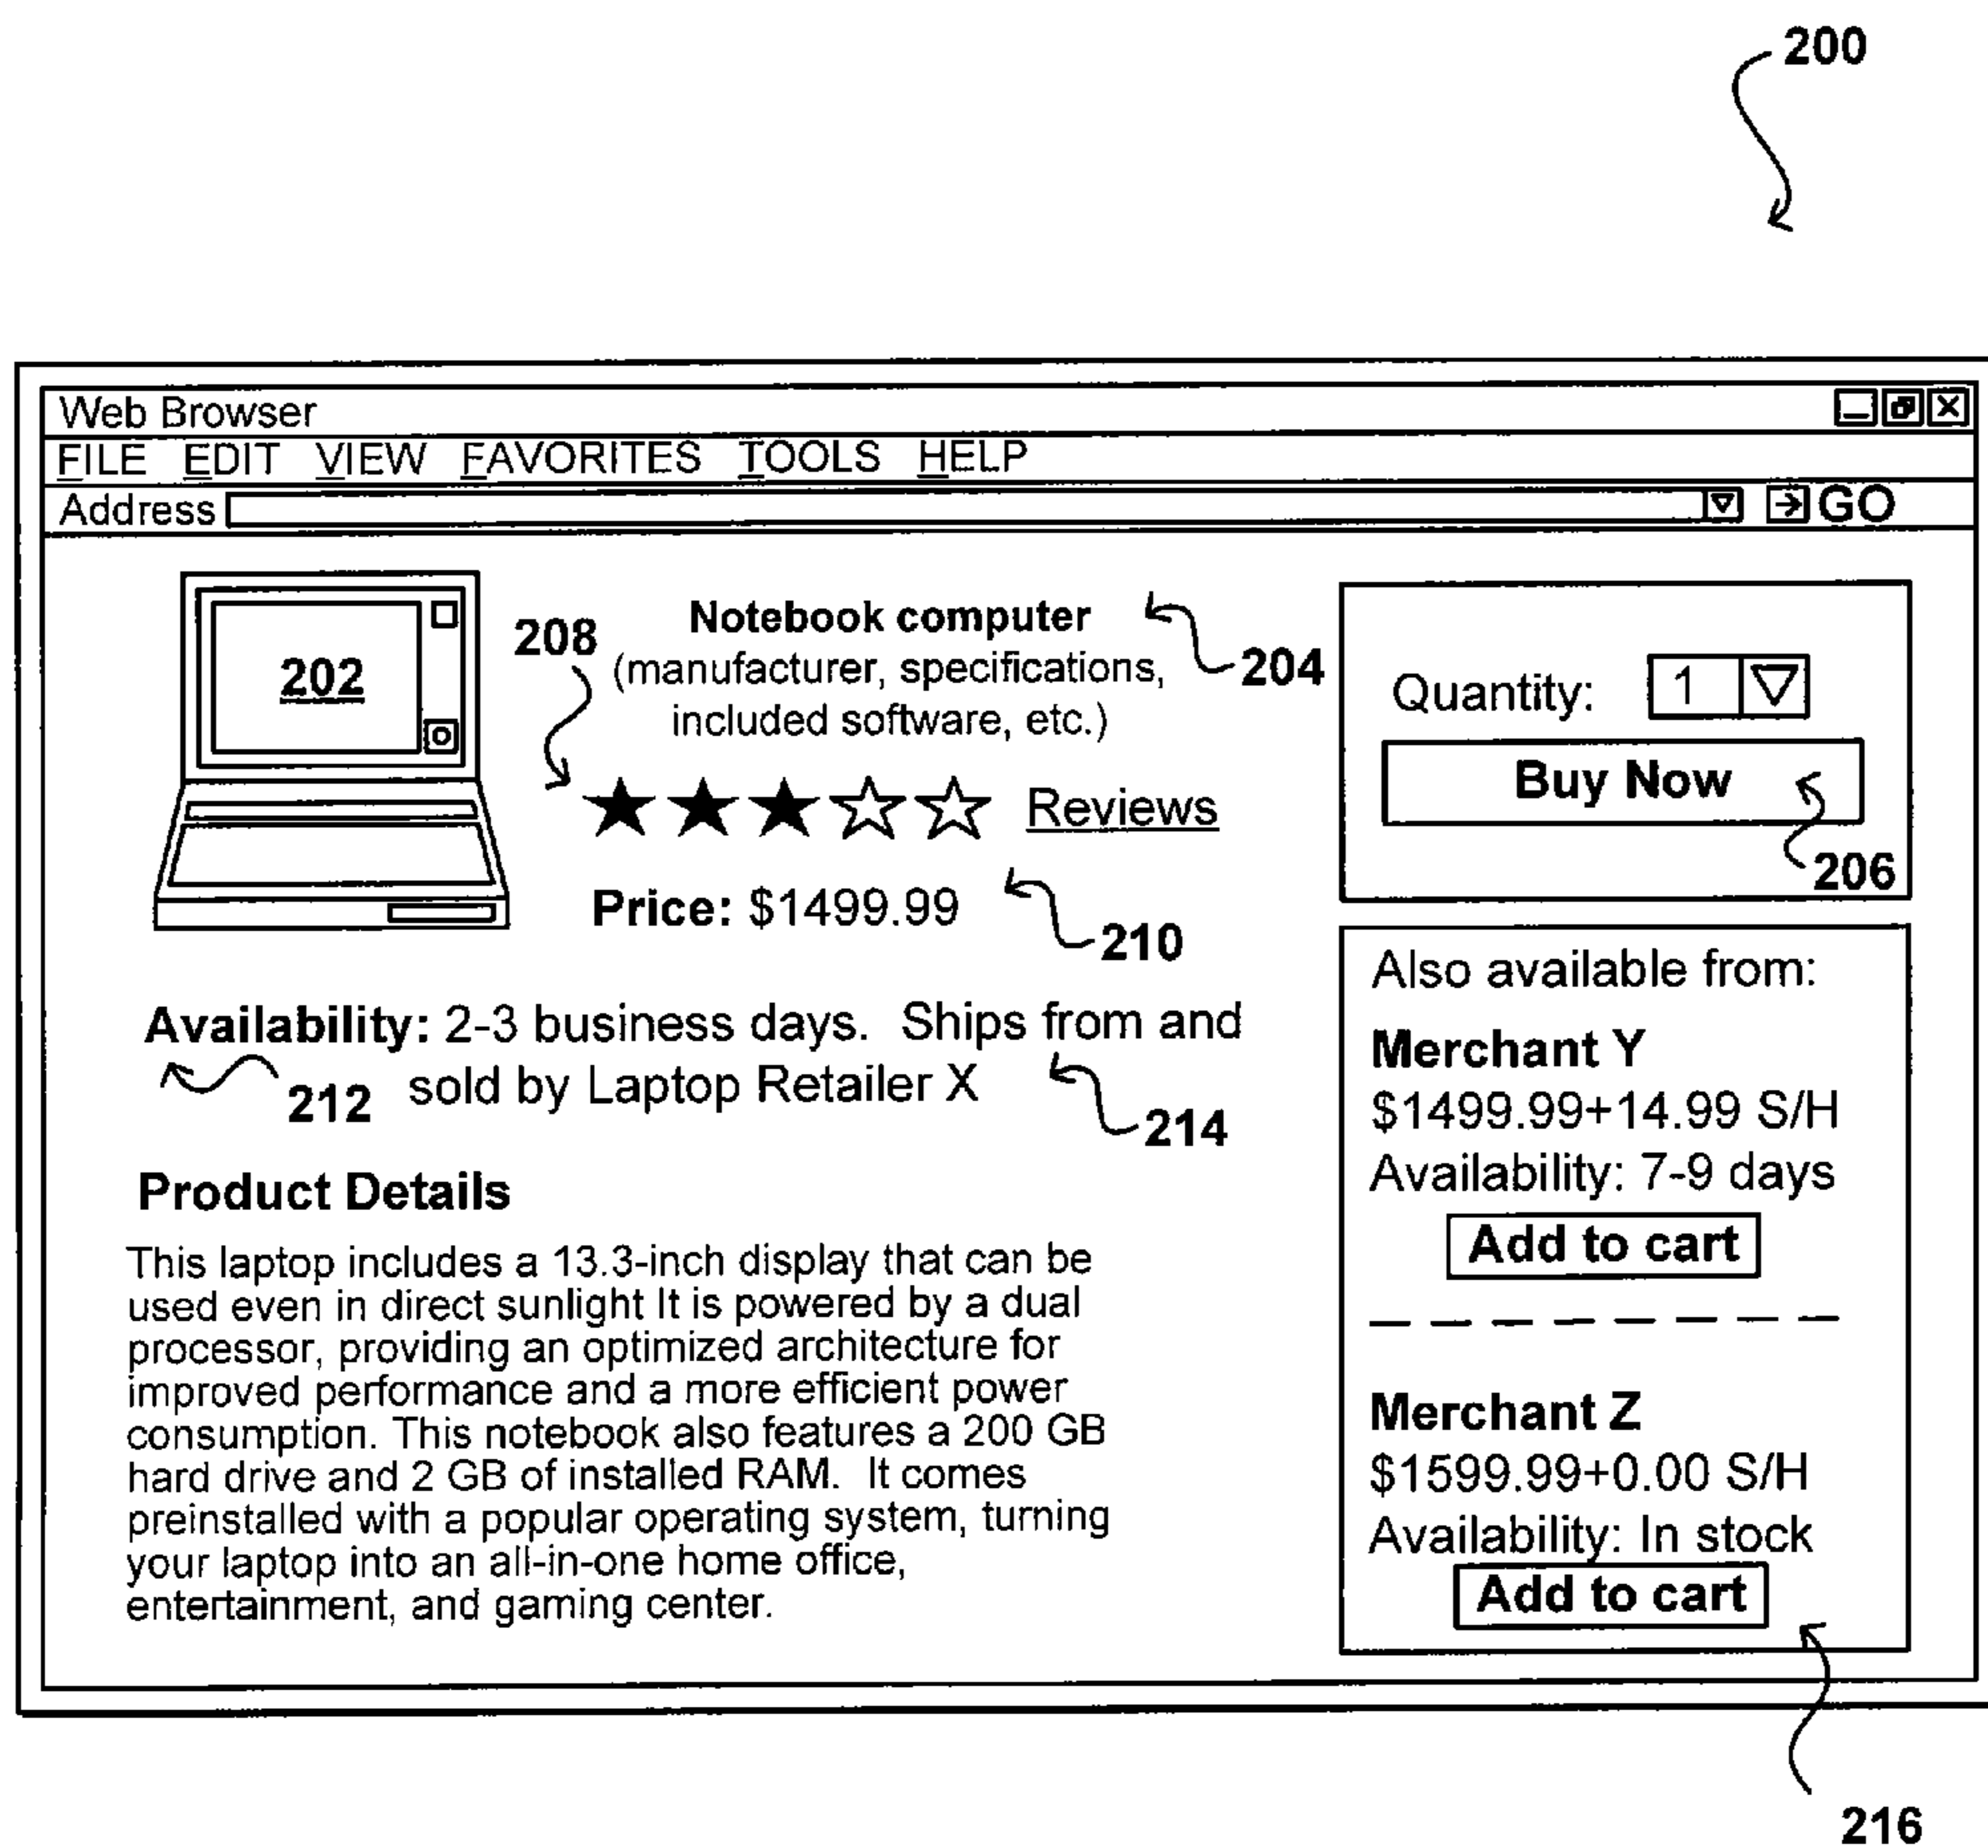 200
Web Browser
FILE EDIT VIEW FAVORITES TOOLS HELP
Address GO
202
208
Notebook computer
(manufacturer, specifications,
included software, etc.)
204
Reviews
Price: $1499.99
210
Availability: 2-3 business days. Ships from and
sold by Laptop Retailer X
212
214
Product Details
This laptop includes a 13.3-inch display that can be
used even in direct sunlight It is powered by a dual
processor, providing an optimized architecture for
improved performance and a more efficient power
consumption. This notebook also features a 200 GB
hard drive and 2 GB of installed RAM. It comes
preinstalled with a popular operating system, turning
your laptop into an all-in-one home office,
entertainment, and gaming center.
Quantity: 1
Buy Now
206
Also available from:
Merchant Y
$1499.99+14.99 S/H
Availability: 7-9 days
Add to cart
Merchant Z
$1599.99+0.00 S/H
Availability: In stock
Add to cart
216